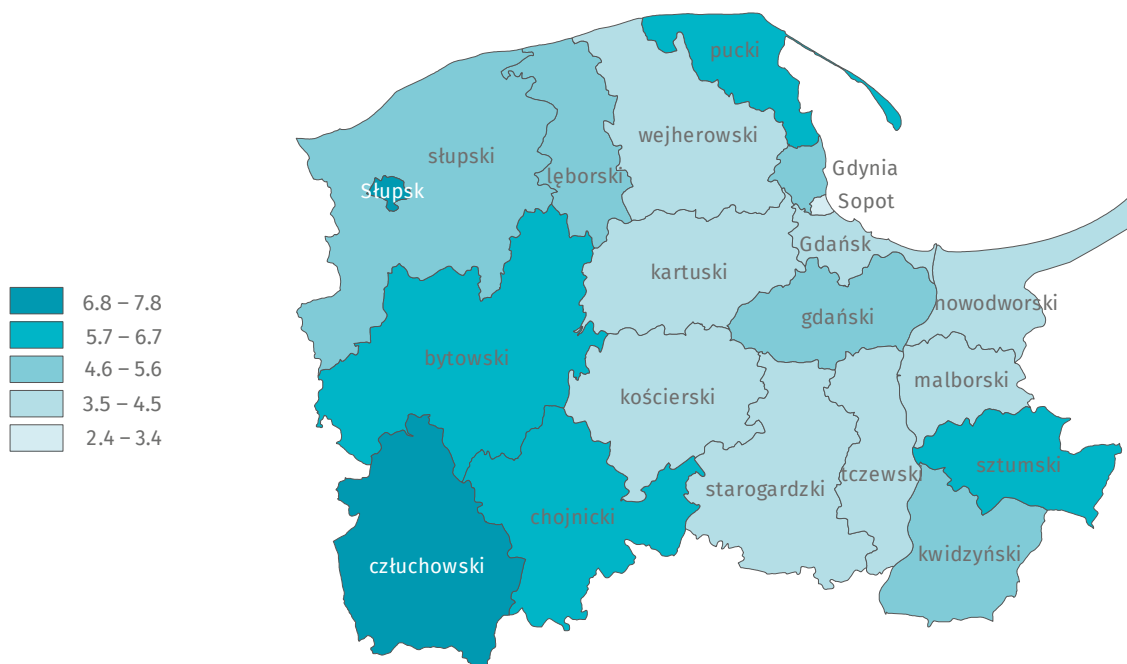 pucki
wejherowski
słupski
lęborski
Gdynia
Słupsk
Sopot
Gdańsk
kartuski
nowodworski
gdański
bytowski
malborski
kościerski
sztumski
starogardzki
tczewski
chojnicki
kwidzyński
człuchowski
6.8 – 7.8
5.7 – 6.7
4.6 – 5.6
3.5 – 4.5
2.4 – 3.4